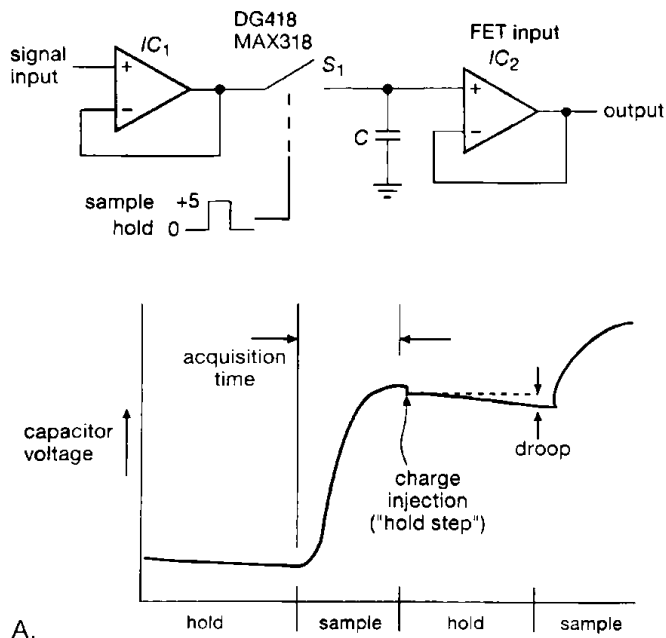 DG418
MAX318
FET input
signal
input
IC1
S1
IC2
+
−
+
−
output
C
sample +5
hold 0
acquisition
time
capacitor
voltage
charge
injection
("hold step")
droop
hold sample hold sample
A.